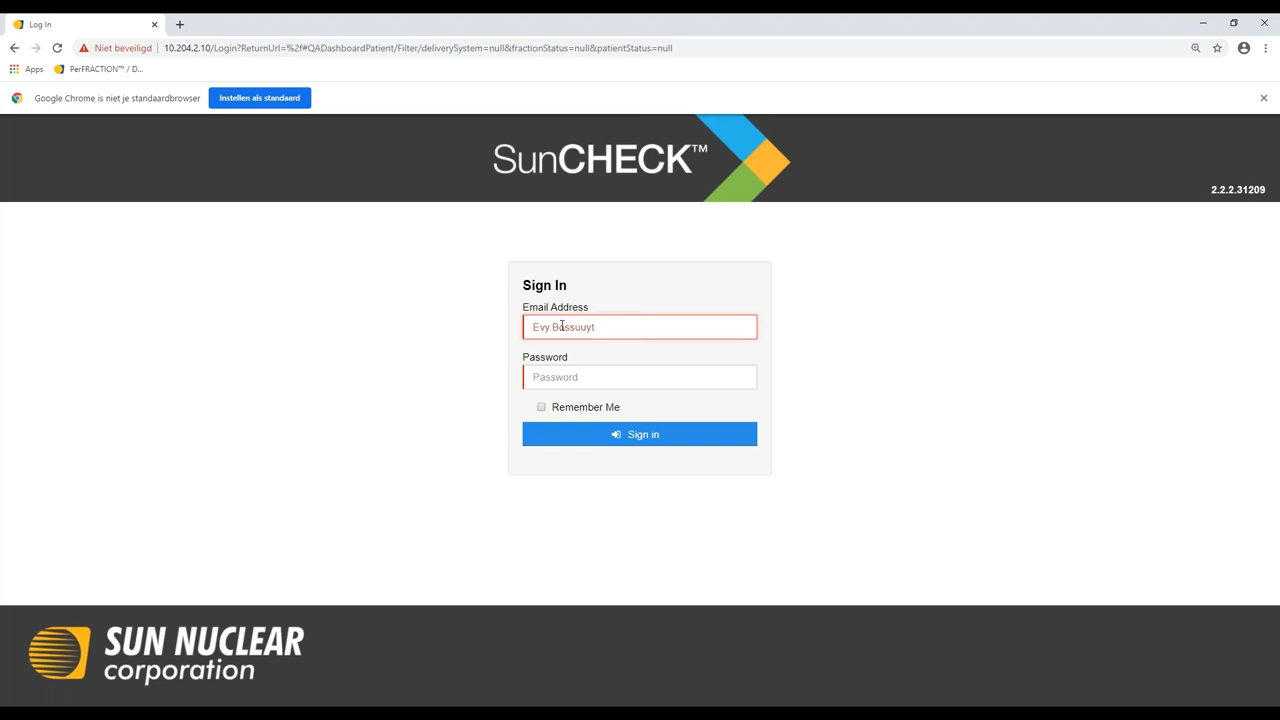 Log In
Niet beveiligd
10.204.2.10/Login?ReturnUrl=%2f#QADashboardPatient/Filter/deliverySystem=null&fractionStatus=null&patientStatus=null
Apps
PerFRACTION™ / D...
Google Chrome is niet je standaardbrowser
Instellen als standaard
SunCHECK™
2.2.2.31209
Sign In
Email Address
Evy.Bossuuyt
Password
Password
Remember Me
Sign in
SUN NUCLEAR
corporation